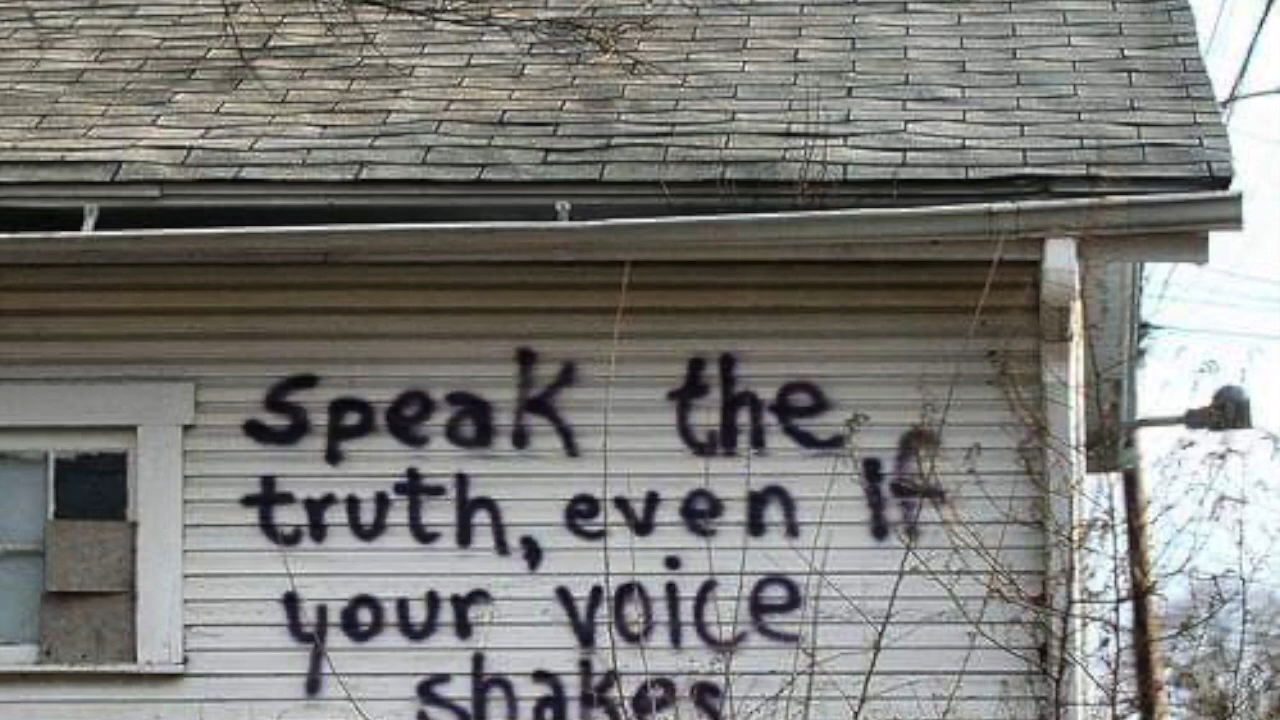 speak the
truth, even if
your voice
shakes